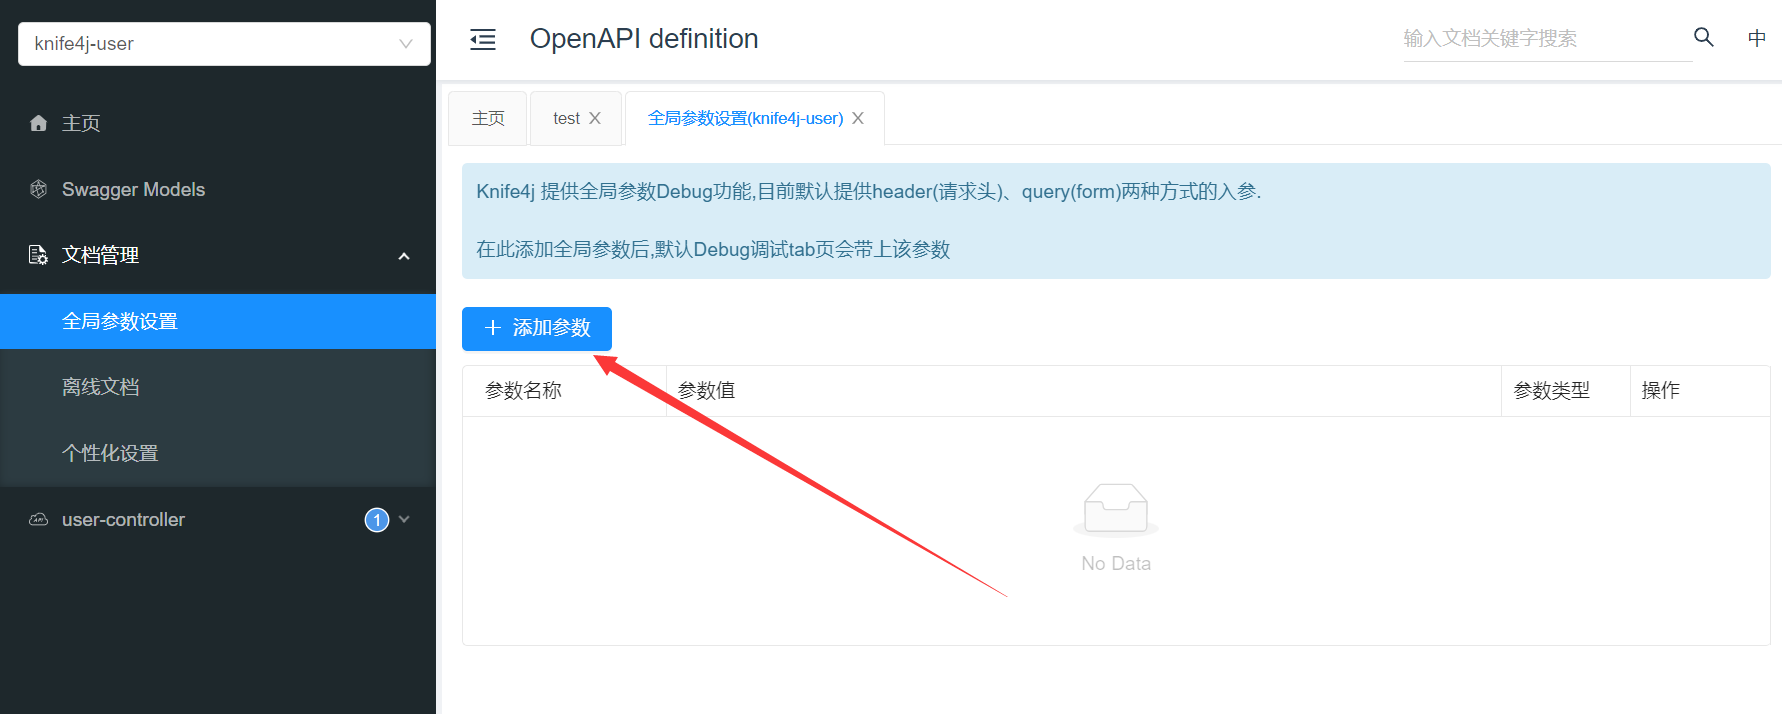 knife4j-user
OpenAPI definition
输入文档关键字搜索
中
主页
Swagger Models
文档管理
全局参数设置
离线文档
个性化设置
user-controller
1
主页
test
全局参数设置(knife4j-user)
Knife4j 提供全局参数Debug功能,目前默认提供header(请求头)、query(form)两种方式的入参.
在此添加全局参数后,默认Debug调试tab页会带上该参数
添加参数
参数名称
参数值
参数类型
操作
No Data